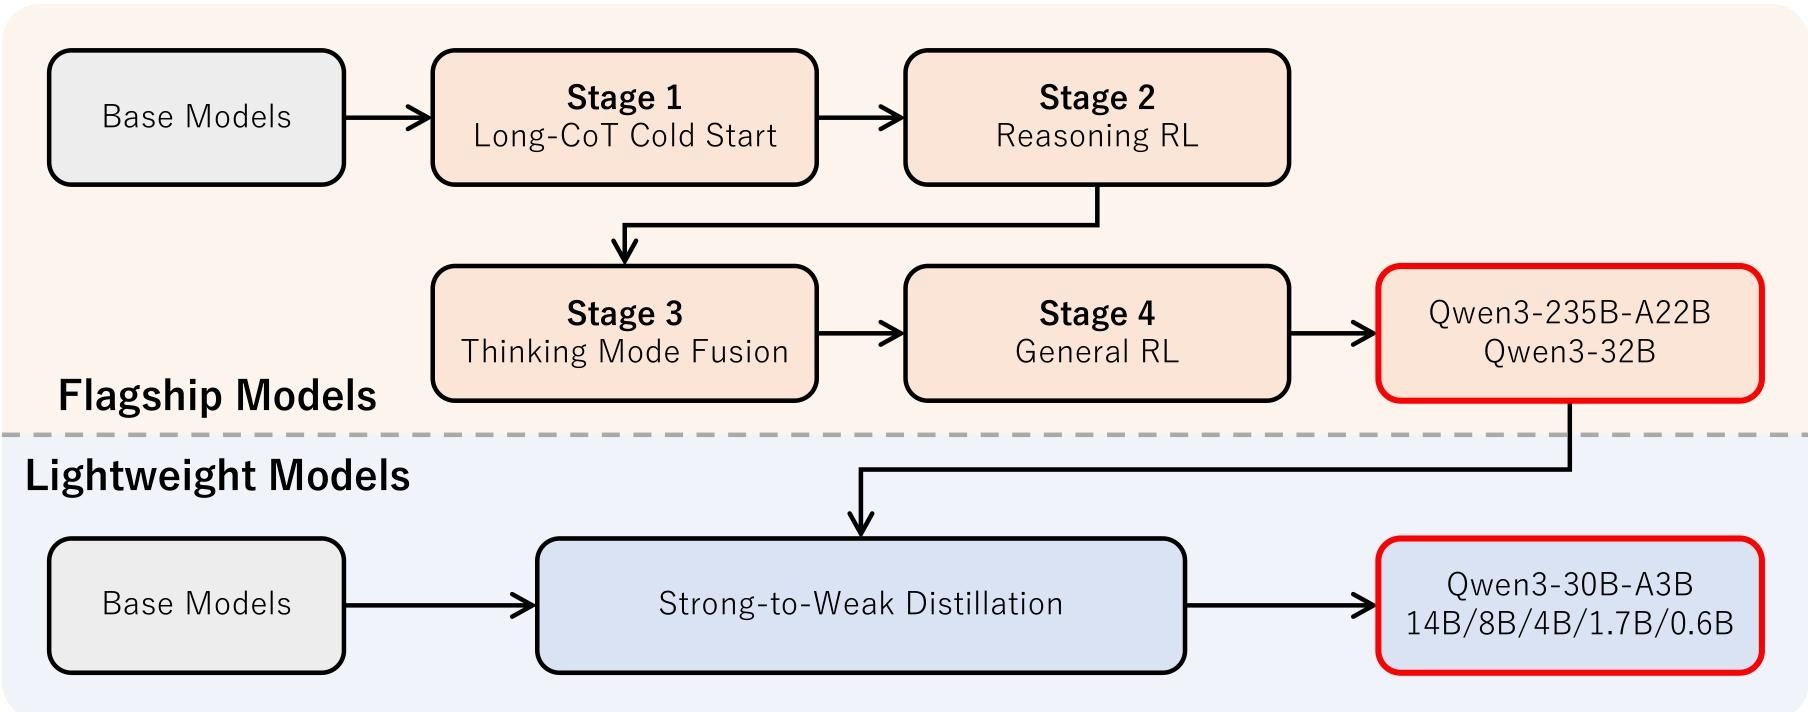 Base Models
Stage 1
Long-CoT Cold Start
Stage 2
Reasoning RL
Stage 3
Thinking Mode Fusion
Stage 4
General RL
Qwen3-235B-A22B
Qwen3-32B
Flagship Models
Lightweight Models
Base Models
Strong-to-Weak Distillation
Qwen3-30B-A3B
14B/8B/4B/1.7B/0.6B